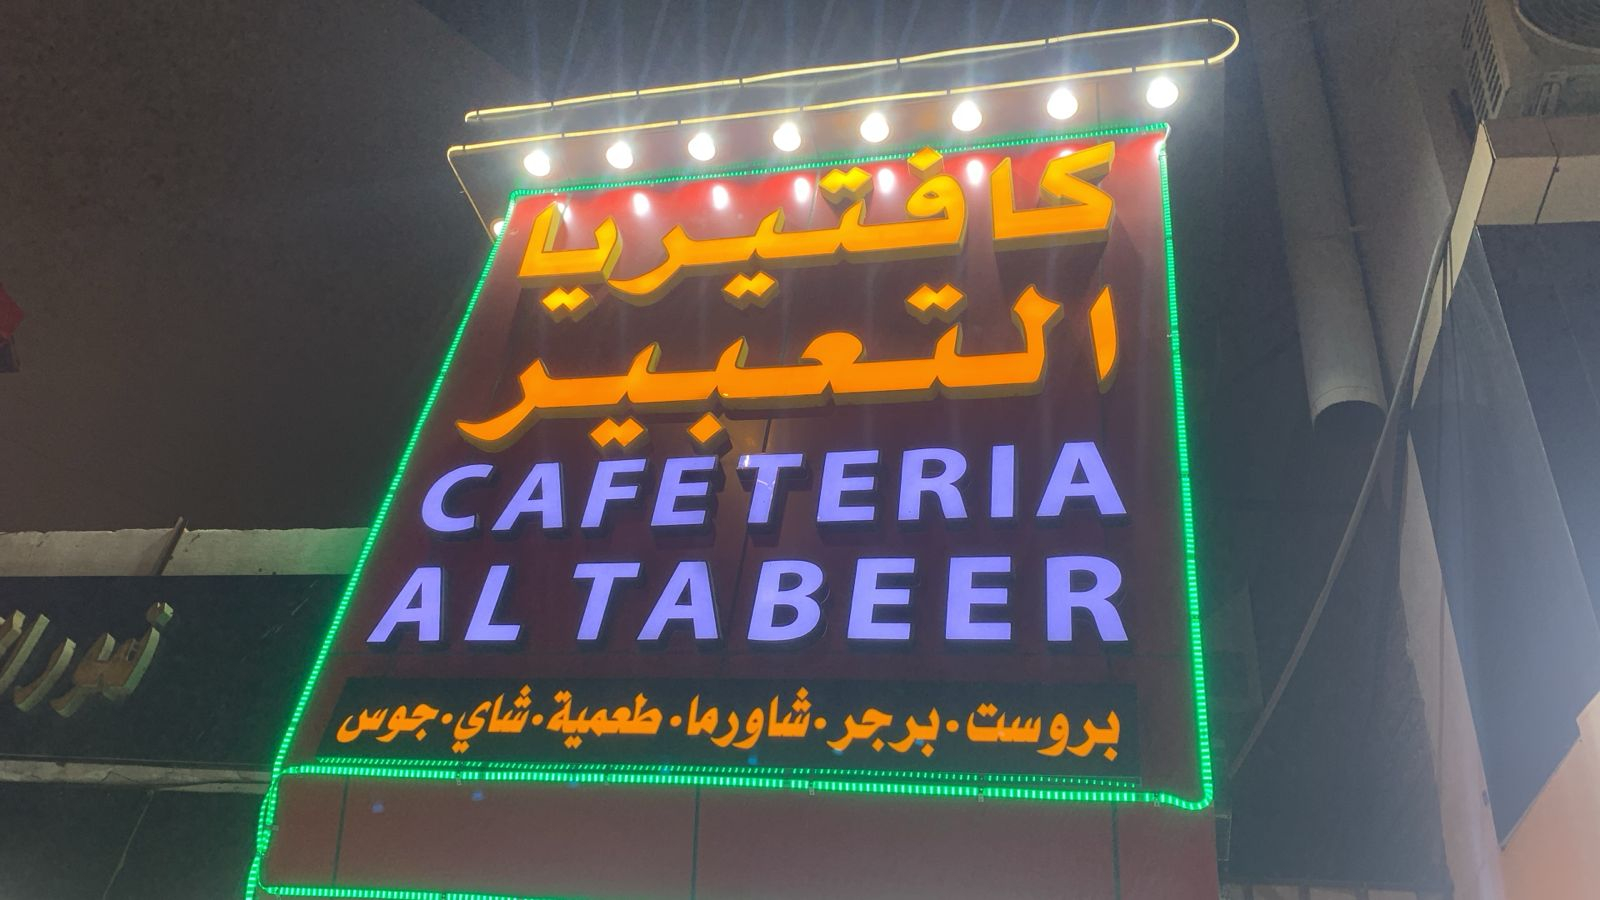 كافتيريا
التعبير
CAFETERIA
AL TABEER
بروست • برجر • شاورما • طعمية • شاي • جوس